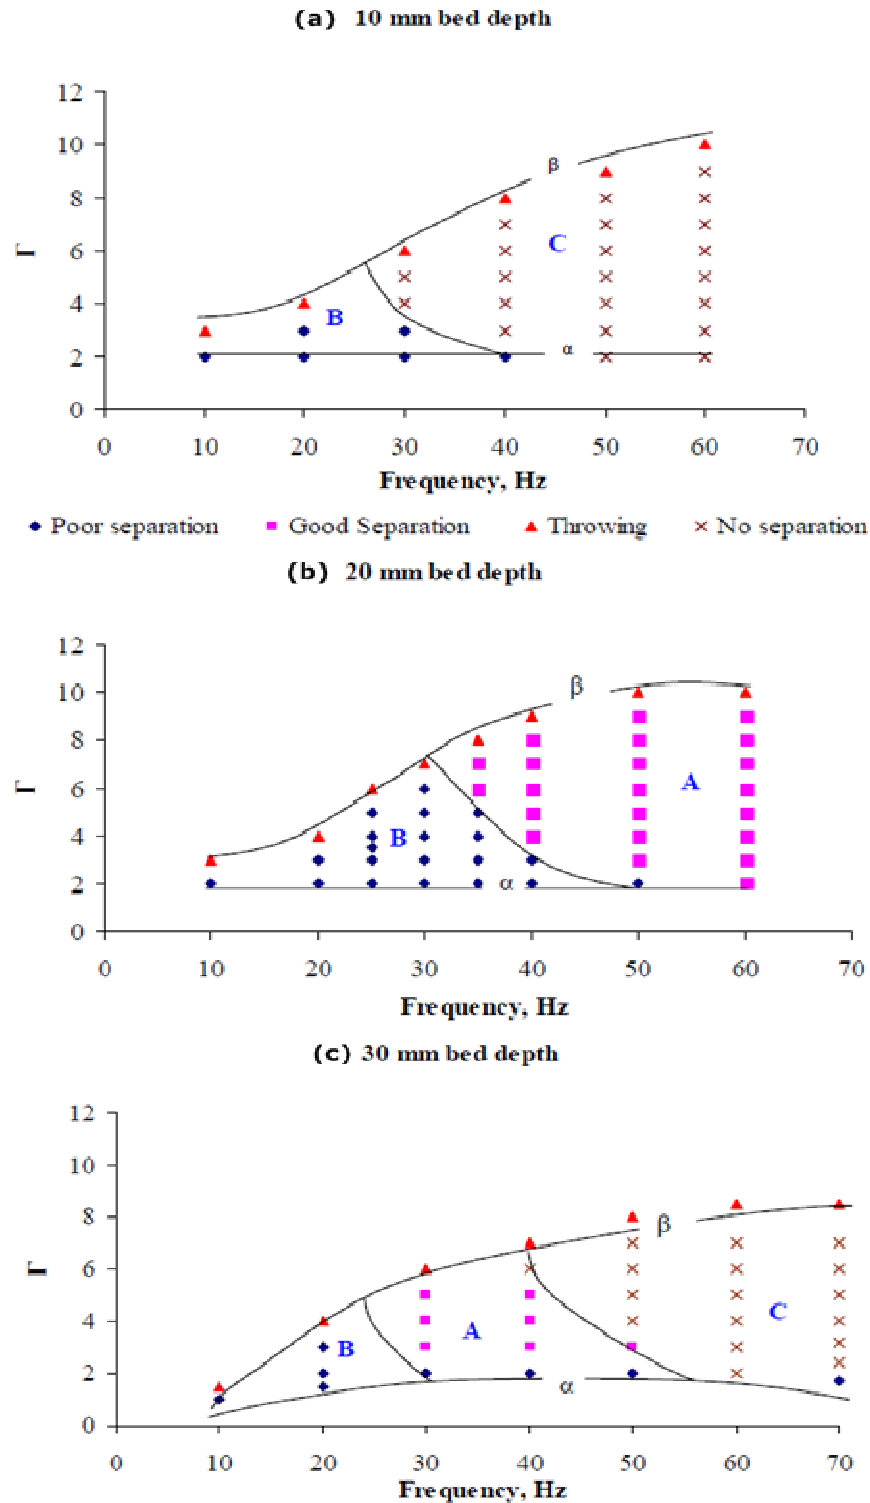 (a) 10 mm bed depth
12
10
8
6
4
2
0
Γ
β
C
B
α
0 10 20 30 40 50 60 70
Frequency, Hz
Poor separation Good Separation Throwing No separation
(b) 20 mm bed depth
12
10
8
6
4
2
0
Γ
β
A
B
α
0 10 20 30 40 50 60 70
Frequency, Hz
(c) 30 mm bed depth
12
10
8
6
4
2
0
Γ
β
C
A
B
α
0 10 20 30 40 50 60 70
Frequency, Hz